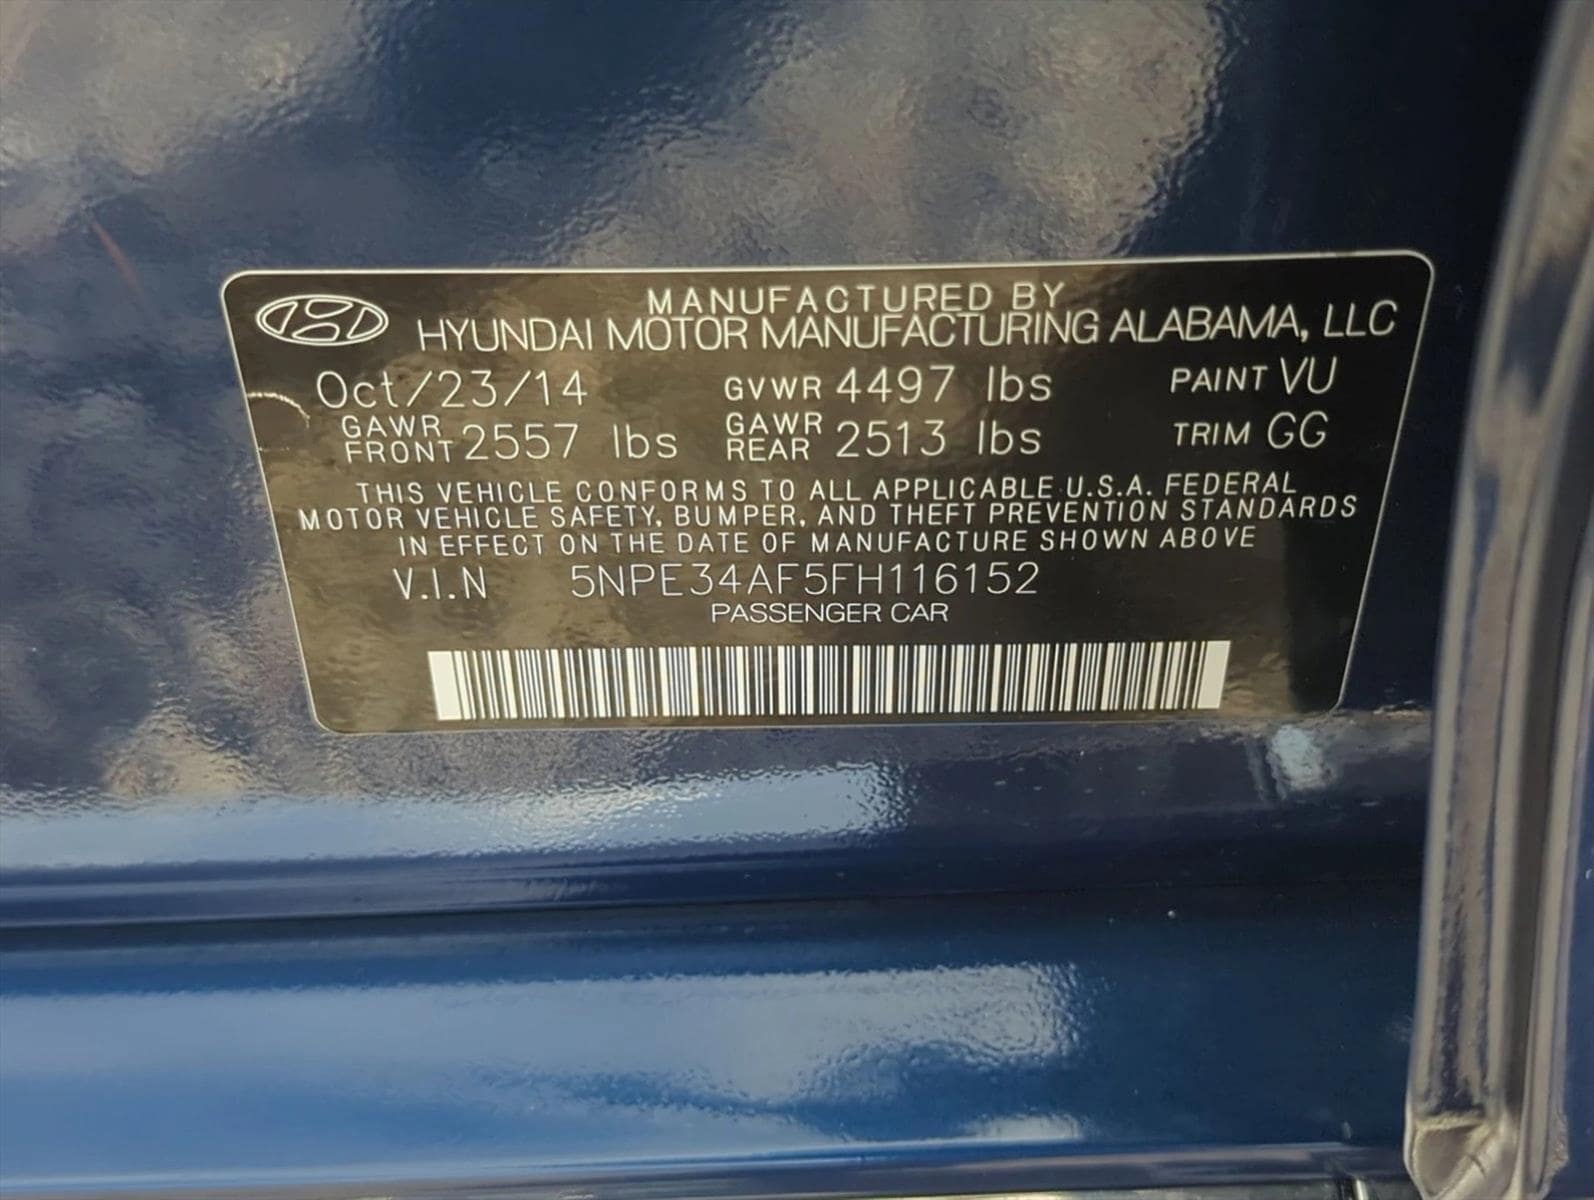 MANUFACTURED BY
HYUNDAI MOTOR MANUFACTURING ALABAMA, LLC
Oct/23/14 GVWR 4497 lbs PAINT VU
GAWR FRONT 2557 lbs GAWR REAR 2513 lbs TRIM GG
THIS VEHICLE CONFORMS TO ALL APPLICABLE U.S.A. FEDERAL
MOTOR VEHICLE SAFETY, BUMPER, AND THEFT PREVENTION STANDARDS
IN EFFECT ON THE DATE OF MANUFACTURE SHOWN ABOVE
V.I.N 5NPE34AF5FH116152
PASSENGER CAR